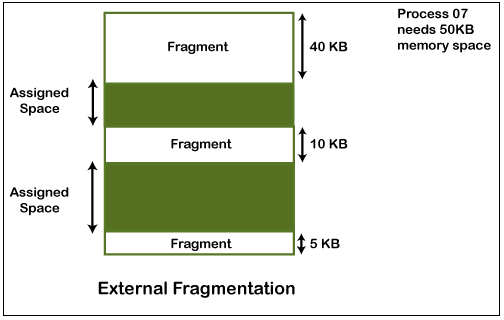 Process 07
needs 50KB
memory space
Fragment
40 KB
Assigned
Space
Fragment
10 KB
Assigned
Space
Fragment
5 KB
External Fragmentation